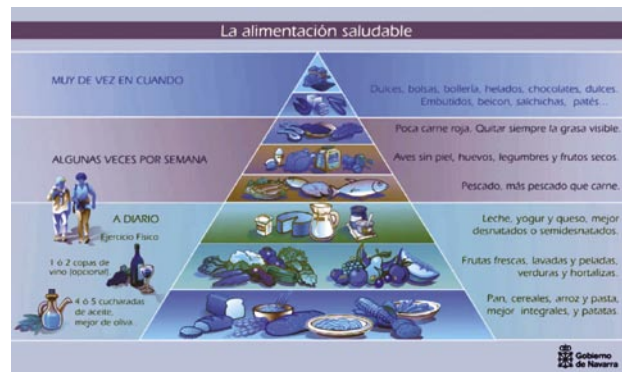 La alimentación saludable
MUY DE VEZ EN CUANDO
Dulces, bolsas, bollería, helados, chocolates, dulces.
Embutidos, beicon, salchichas, patés...
ALGUNAS VECES POR SEMANA
Poca carne roja. Quitar siempre la grasa visible.
Aves sin piel, huevos, legumbres y frutos secos.
Pescado, más pescado que carne.
A DIARIO
Ejercicio Físico
1 ó 2 copas de
vino (opcional).
4 ó 5 cucharadas
de aceite,
mejor de oliva.
Leche, yogur y queso, mejor
desnatados o semidesnatados.
Frutas frescas, lavadas y peladas,
verduras y hortalizas.
Pan, cereales, arroz y pasta,
mejor integrales, y patatas.
Gobierno
de Navarra